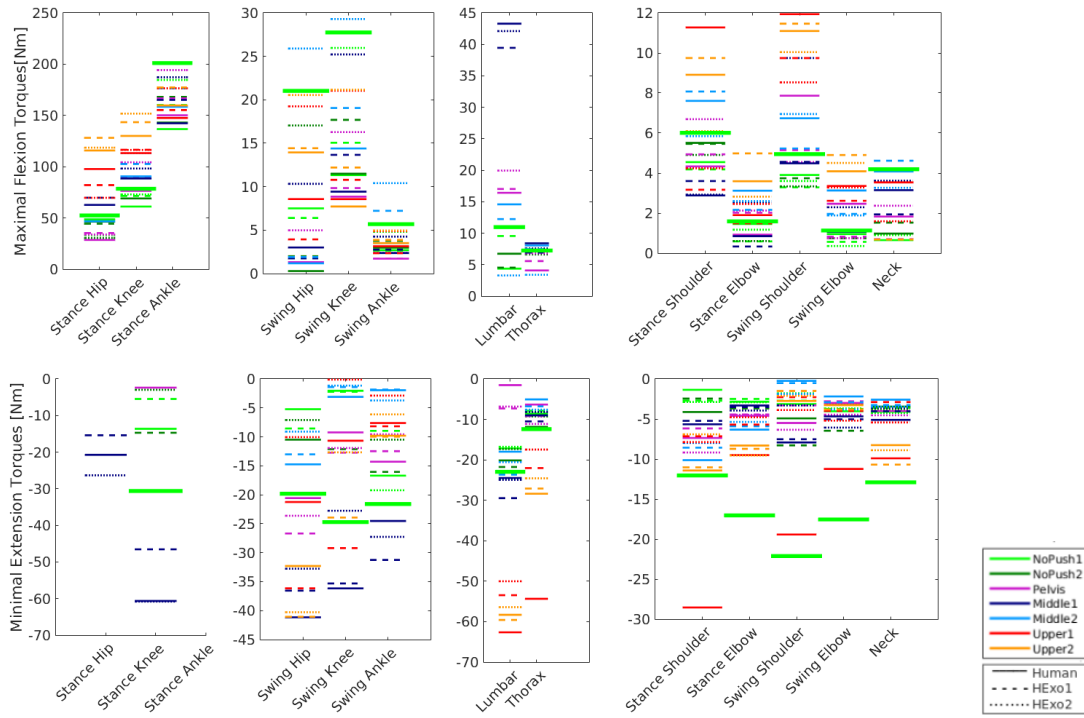 Maximal Flexion Torques[Nm]
250
200
150
100
50
0
Stance Hip
Stance Knee
Stance Ankle
30
25
20
15
10
5
0
Swing Hip
Swing Knee
Swing Ankle
45
40
35
30
25
20
15
10
5
0
Lumbar
Thorax
12
10
8
6
4
2
0
Stance Shoulder
Stance Elbow
Swing Shoulder
Swing Elbow
Neck
Minimal Extension Torques [Nm]
0
-10
-20
-30
-40
-50
-60
-70
Stance Hip
Stance Knee
Stance Ankle
0
-5
-10
-15
-20
-25
-30
-35
-40
-45
Swing Hip
Swing Knee
Swing Ankle
0
-10
-20
-30
-40
-50
-60
-70
Lumbar
Thorax
0
-5
-10
-15
-20
-25
-30
Stance Shoulder
Stance Elbow
Swing Shoulder
Swing Elbow
Neck
NoPush1
NoPush2
Pelvis
Middle1
Middle2
Upper1
Upper2
Human
HExo1
HExo2